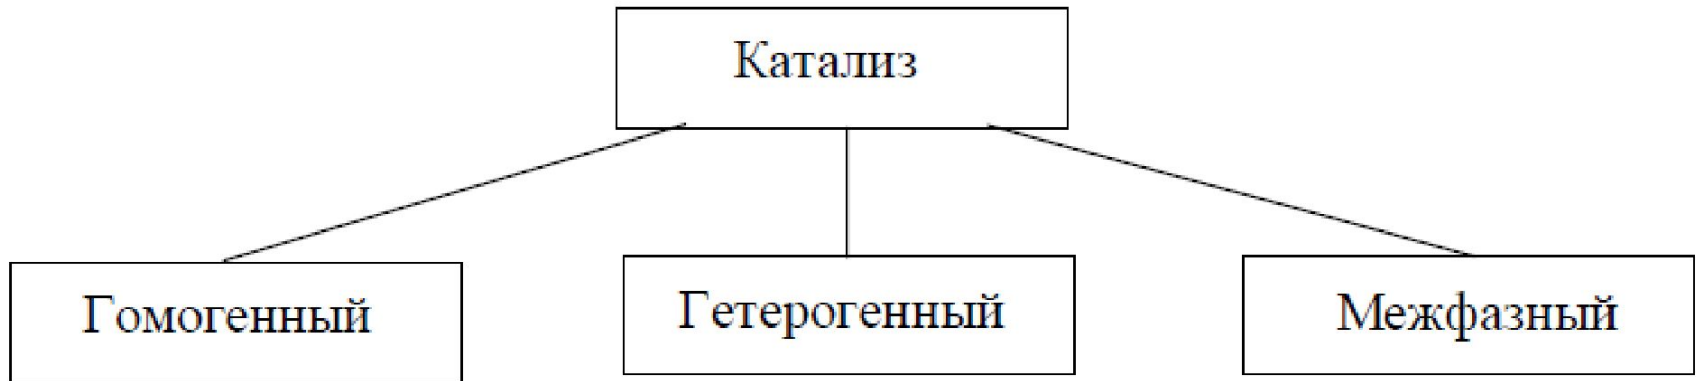 Катализ
Гомогенный
Гетерогенный
Межфазный